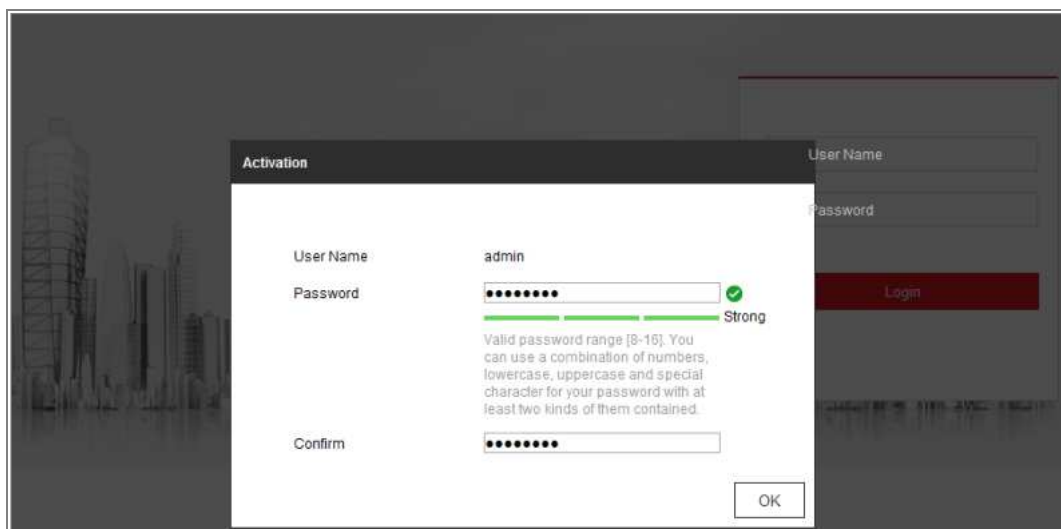 Activation
User Name
Password
Login
User Name admin
Password ••••••••
Strong
Valid password range [8-16]. You
can use a combination of numbers,
lowercase, uppercase and special
character for your password with at
least two kinds of them contained.
Confirm ••••••••
OK